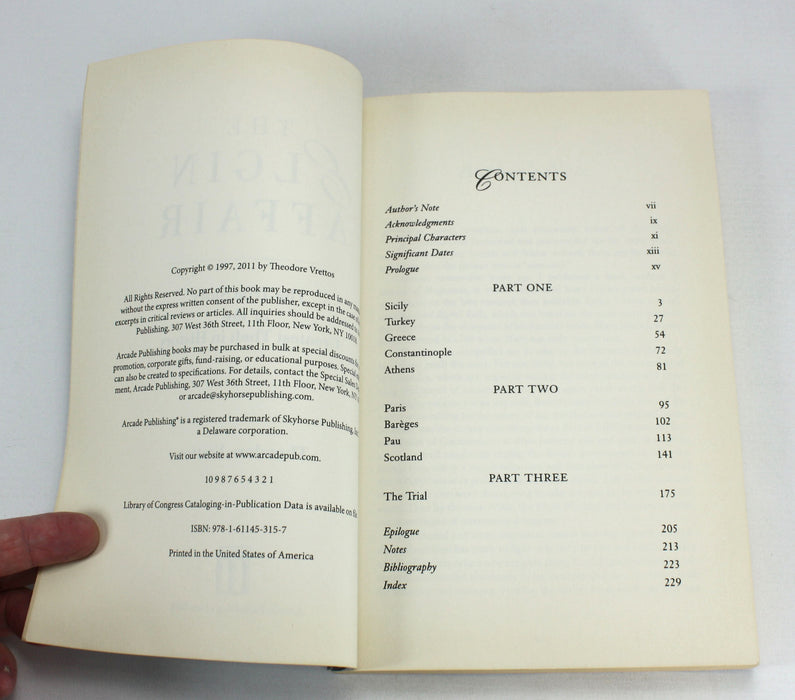 Copyright © 1997, 2011 by Theodore Vrettos
All Rights Reserved. No part of this book may be reproduced in any
without the express written consent of the publisher, except in the case
excerpts in critical reviews or articles. All inquiries should be addressed
Publishing, 307 West 36th Street, 11th Floor, New York, NY 10018.
Arcade Publishing books may be purchased in bulk at special discounts
promotion, corporate gifts, fund-raising, or educational purposes. Special
can also be created to specifications. For details, contact the Special Sales
ment, Arcade Publishing, 307 West 36th Street, 11th Floor, New York,
or arcade@skyhorsepublishing.com.
Arcade Publishing® is a registered trademark of Skyhorse Publishing,
a Delaware corporation.
Visit our website at www.arcadepub.com.
10 9 8 7 6 5 4 3 2 1
Library of Congress Cataloging-in-Publication Data is available on
ISBN: 978-1-61145-315-7
Printed in the United States of America
CONTENTS
Author's Note vii
Acknowledgments ix
Principal Characters xi
Significant Dates xiii
Prologue xv
PART ONE
Sicily 3
Turkey 27
Greece 54
Constantinople 72
Athens 81
PART TWO
Paris 95
Barèges 102
Pau 113
Scotland 141
PART THREE
The Trial 175
Epilogue 205
Notes 213
Bibliography 223
Index 229